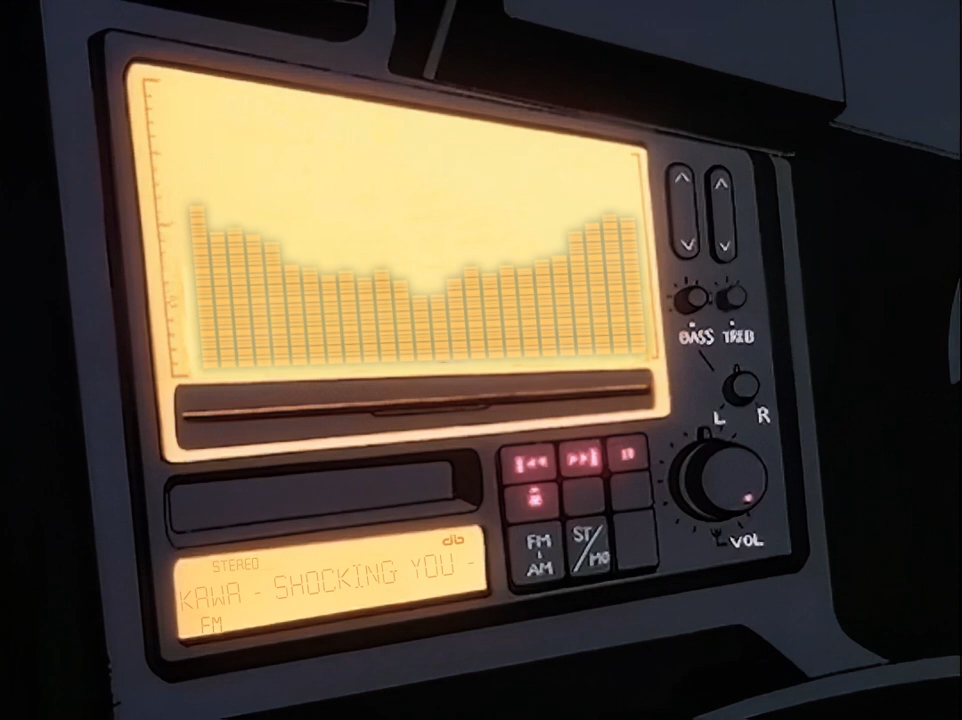 BASS TREB
L R
VOL
FM
AM
ST/MO
db
STEREO
KAWA - SHOCKING YOU -
FM